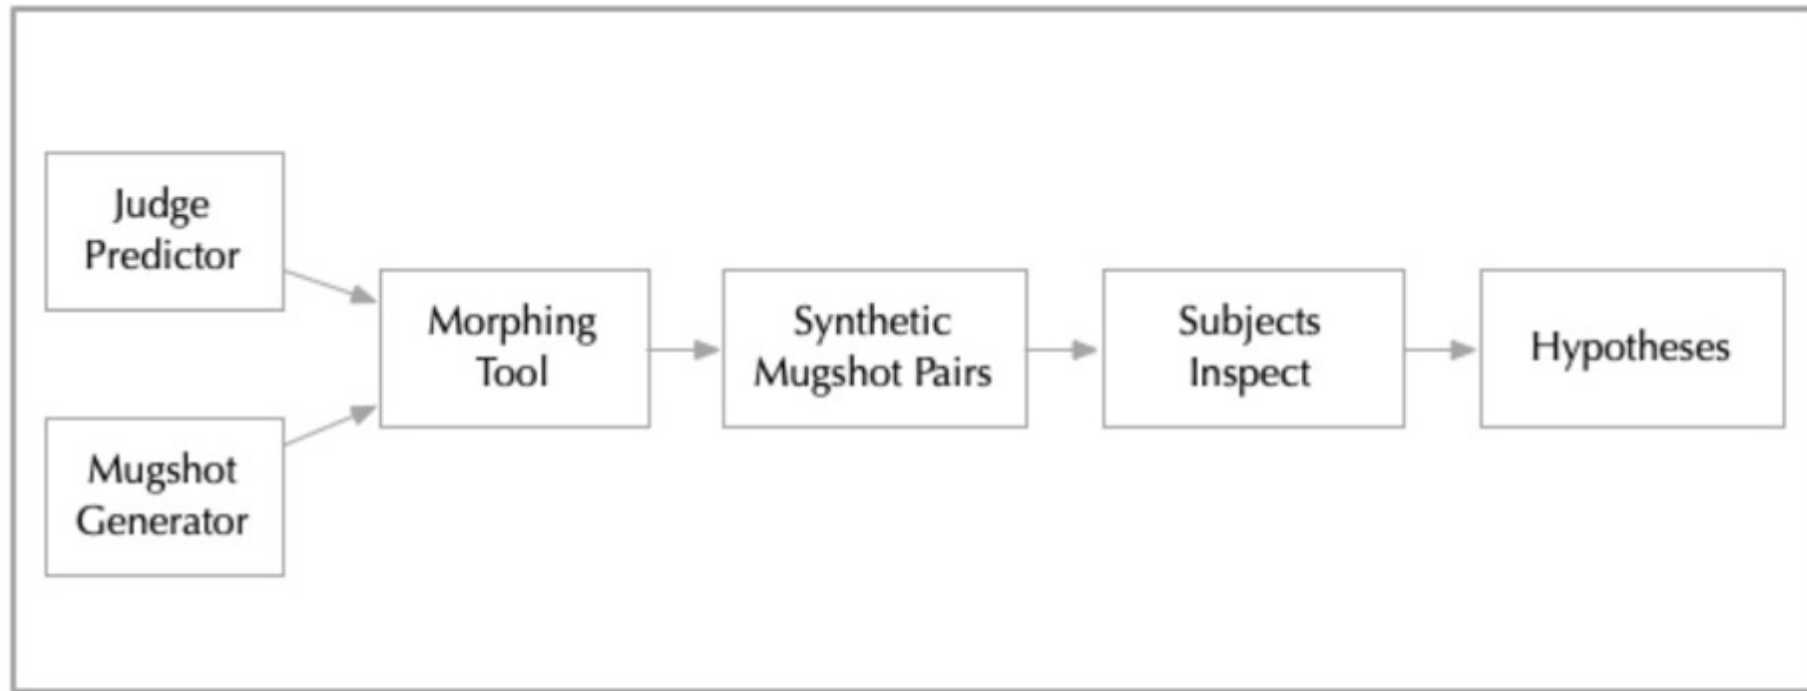 Judge
Predictor
Mugshot
Generator
Morphing
Tool
Synthetic
Mugshot Pairs
Subjects
Inspect
Hypotheses